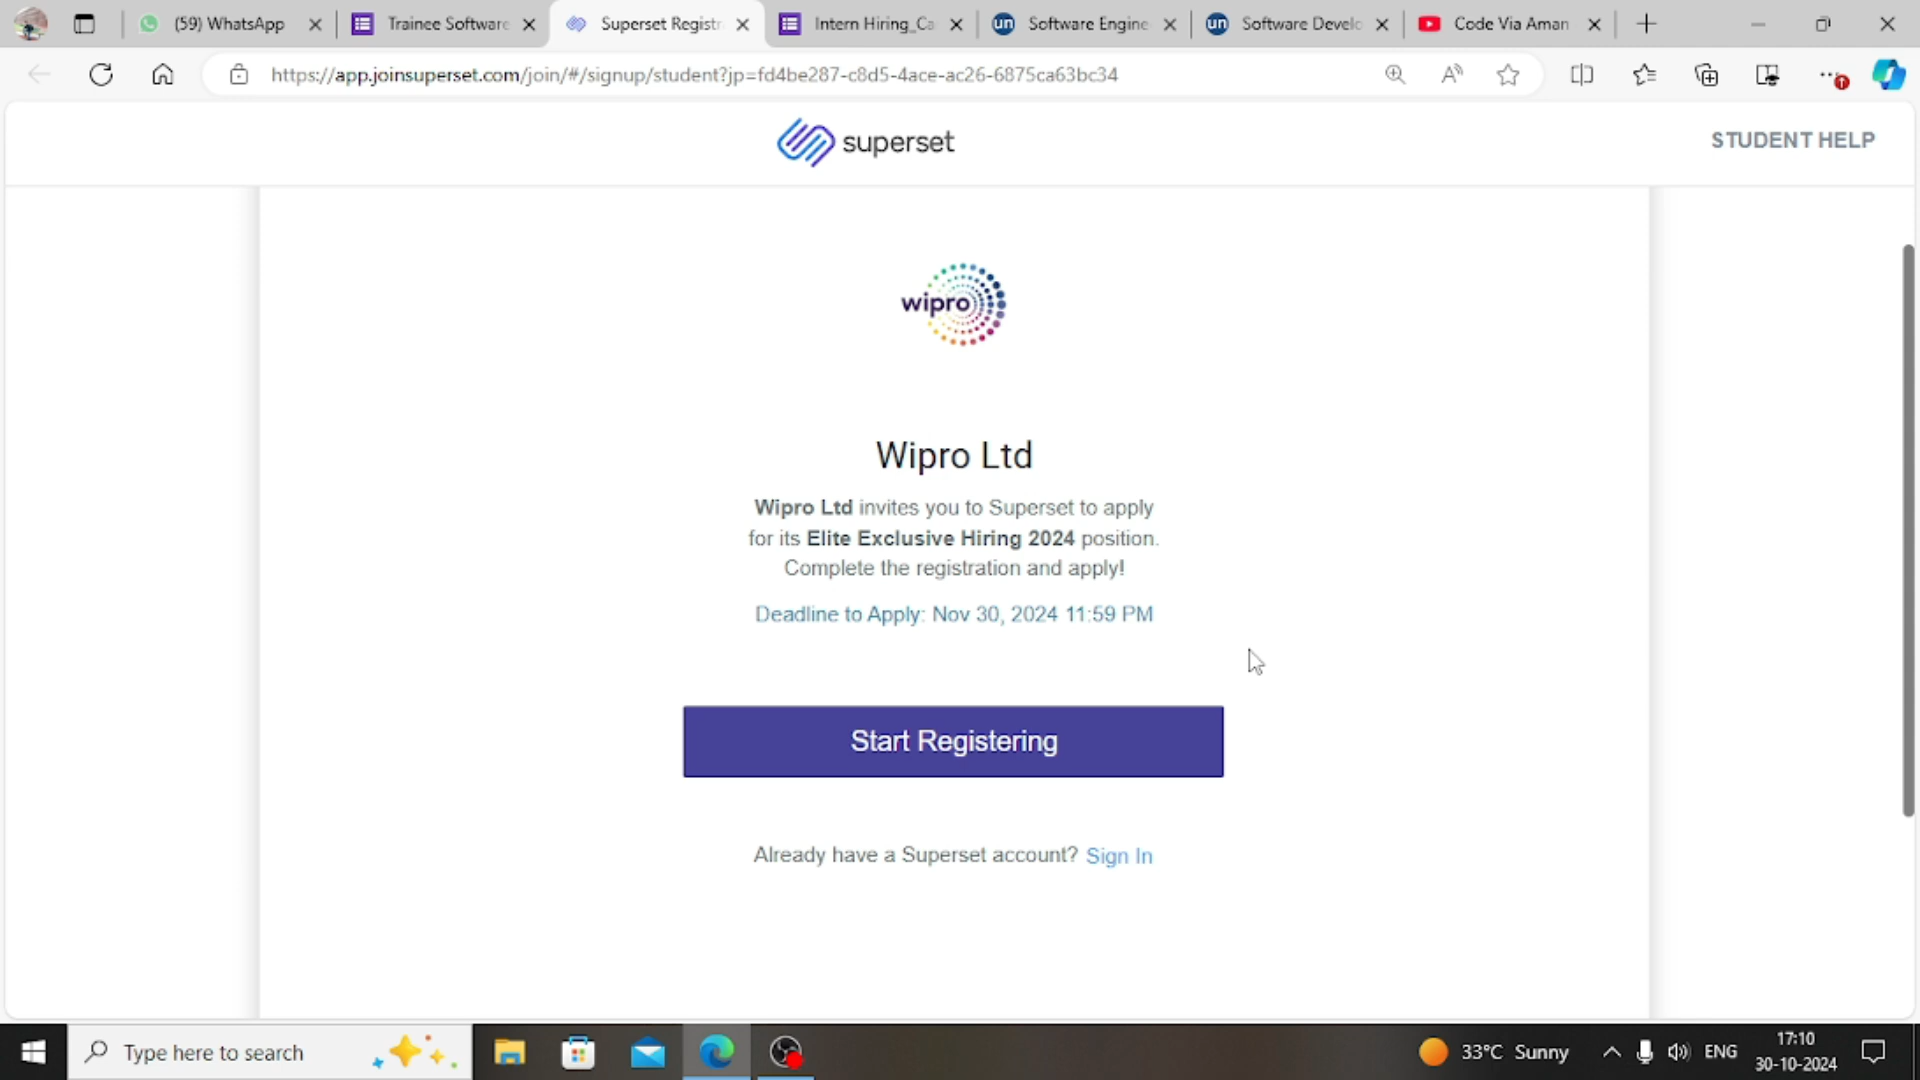 (59) WhatsApp
Trainee Software
Superset Registr
Intern Hiring_Ca
Software Engine
Software Develo
Code Via Aman
https://app.joinsuperset.com/join/#/signup/student?jp=fd4be287-c8d5-4ace-ac26-6875ca63bc34
superset
STUDENT HELP
wipro
Wipro Ltd
Wipro Ltd invites you to Superset to apply
for its Elite Exclusive Hiring 2024 position.
Complete the registration and apply!
Deadline to Apply: Nov 30, 2024 11:59 PM
Start Registering
Already have a Superset account? Sign In
Type here to search
33°C Sunny
ENG
17:10
30-10-2024